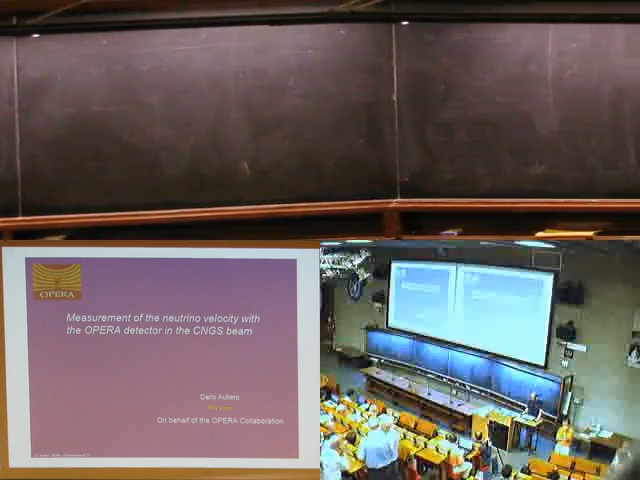 OPERA
Measurement of the neutrino velocity with
the OPERA detector in the CNGS beam
Dario Autiero
On behalf of the OPERA Collaboration